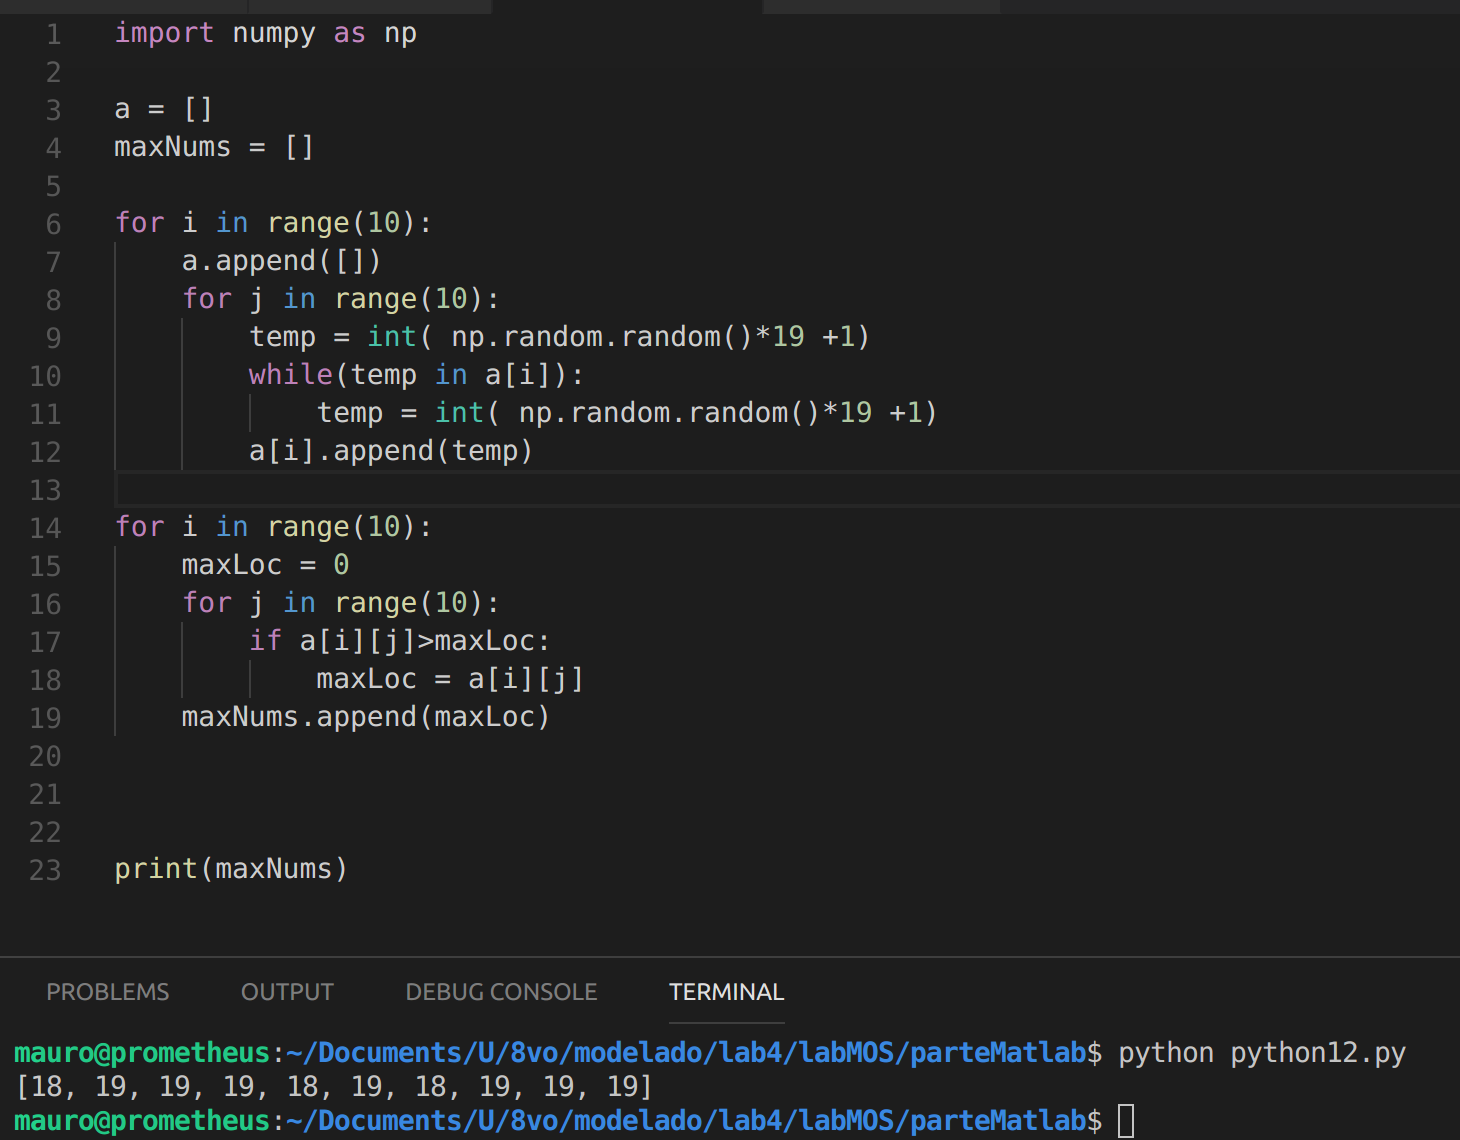 1 import numpy as np
2
3 a = []
4 maxNums = []
5
6 for i in range(10):
7     a.append([])
8     for j in range(10):
9         temp = int( np.random.random()*19 +1)
10         while(temp in a[i]):
11             temp = int( np.random.random()*19 +1)
12         a[i].append(temp)
13
14 for i in range(10):
15     maxLoc = 0
16     for j in range(10):
17         if a[i][j]>maxLoc:
18             maxLoc = a[i][j]
19     maxNums.append(maxLoc)
20
21
22
23 print(maxNums)
PROBLEMS OUTPUT DEBUG CONSOLE TERMINAL
mauro@prometheus:~/Documents/U/8vo/modelado/lab4/labMOS/parteMatlab$ python python12.py
[18, 19, 19, 19, 18, 19, 18, 19, 19, 19]
mauro@prometheus:~/Documents/U/8vo/modelado/lab4/labMOS/parteMatlab$